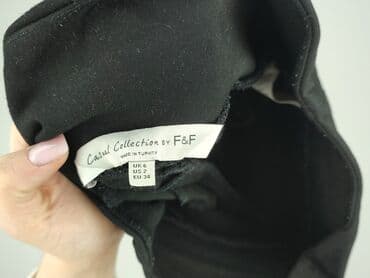 Casual Collection BY F&F
MADE IN TURKEY
UK 6
US 2
EU 34